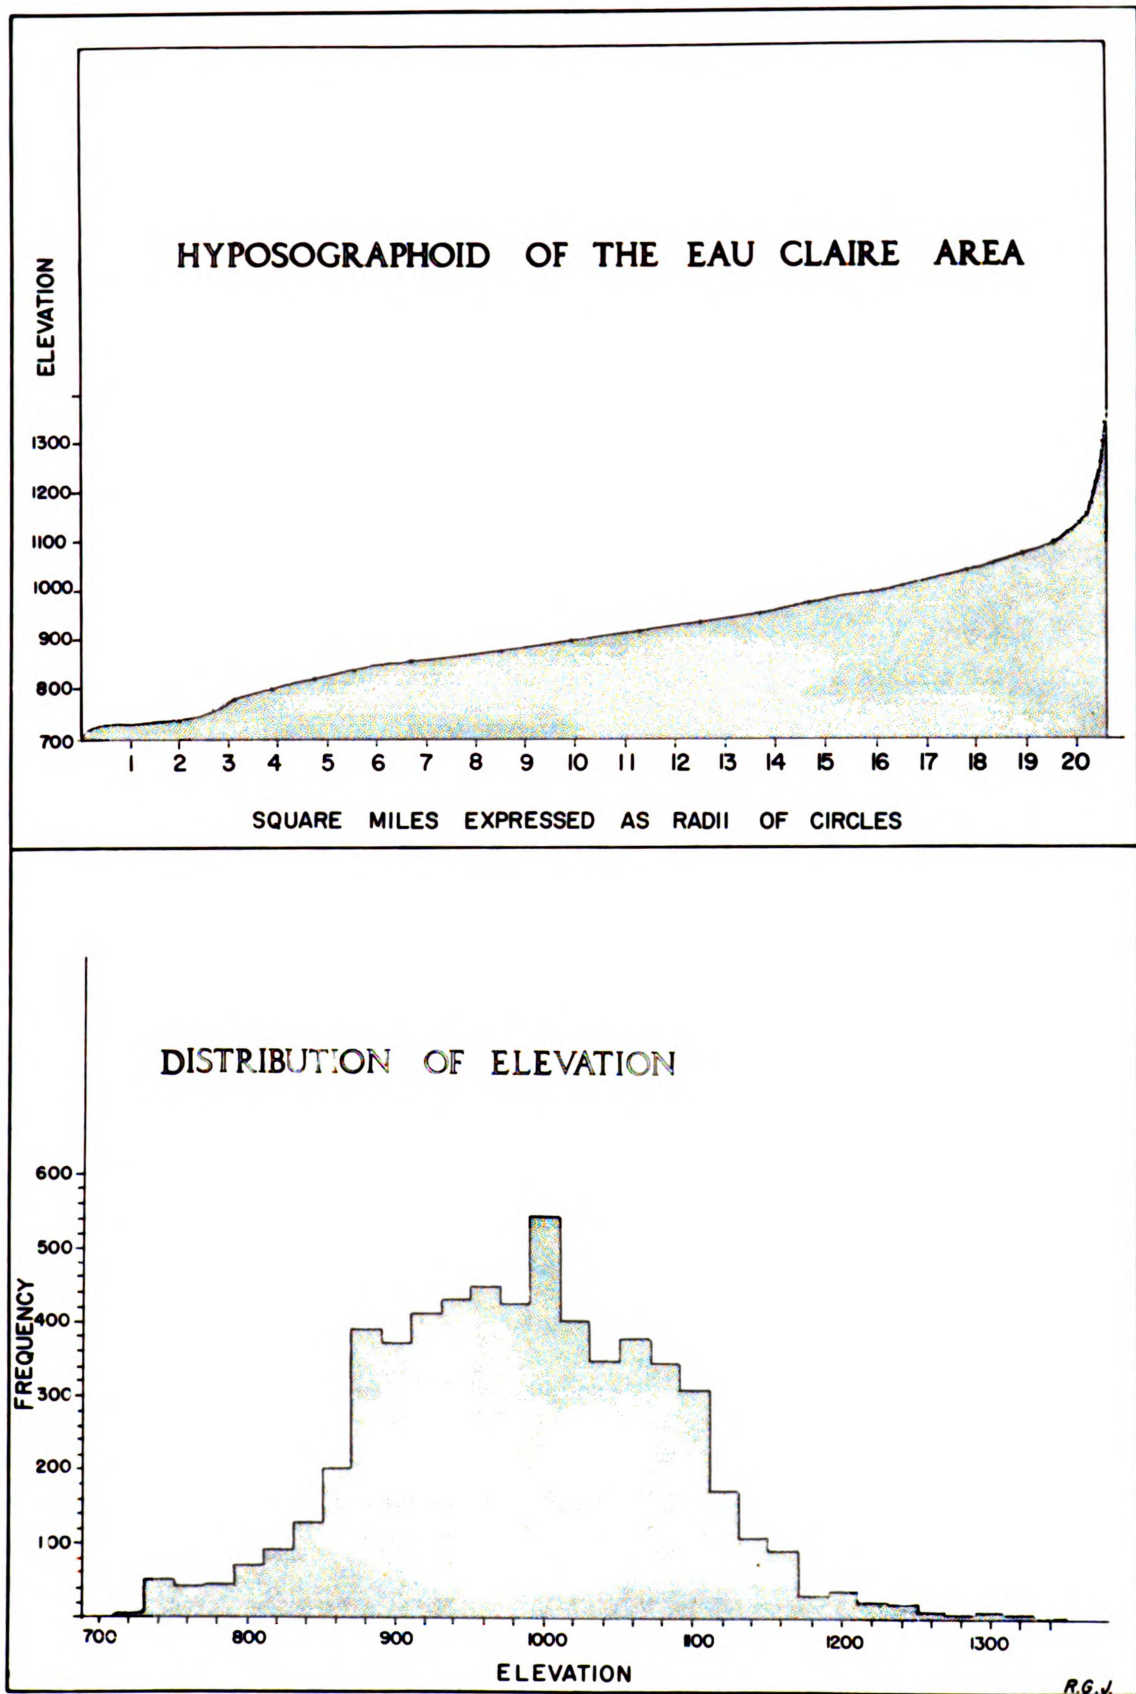 HYPOSOGRAPHOID OF THE EAU CLAIRE AREA
ELEVATION
1300
1200
1100
1000
900
800
700
1 2 3 4 5 6 7 8 9 10 11 12 13 14 15 16 17 18 19 20
SQUARE MILES EXPRESSED AS RADII OF CIRCLES
DISTRIBUTION OF ELEVATION
FREQUENCY
600
500
400
300
200
100
700 800 900 1000 1100 1200 1300
ELEVATION
R.G.J.